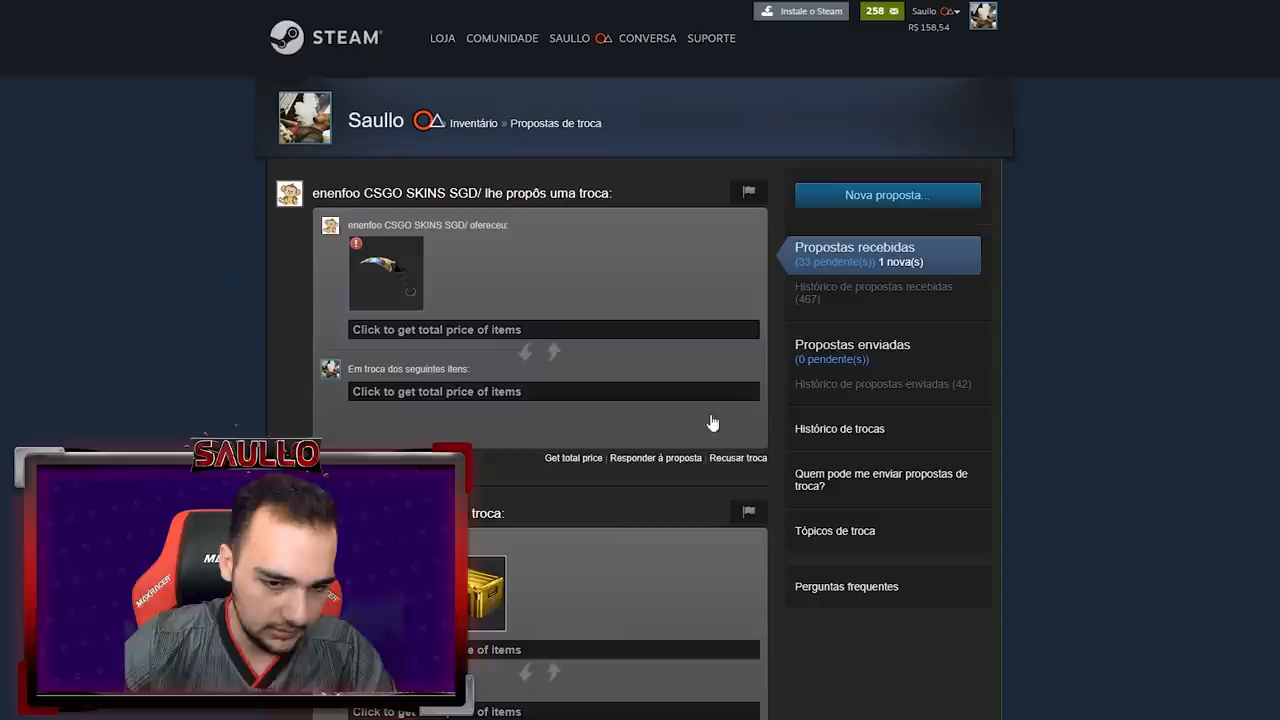 Instale o Steam
258
Saullo
R$ 158,54
STEAM
LOJA COMUNIDADE SAULLO CONVERSA SUPORTE
Saullo
Inventário » Propostas de troca
enenfoo CSGO SKINS SGD/ lhe propôs uma troca:
enenfoo CSGO SKINS SGD/ ofereceu:
Click to get total price of items
Em troca dos seguintes itens:
Click to get total price of items
Get total price | Responder à proposta | Recusar troca
troca:
e of items
Click to get s of items
Nova proposta...
Propostas recebidas
(33 pendente(s)) 1 nova(s)
Histórico de propostas recebidas
(467)
Propostas enviadas
(0 pendente(s))
Histórico de propostas enviadas (42)
Histórico de trocas
Quem pode me enviar propostas de
troca?
Tópicos de troca
Perguntas frequentes
SAULLO
MAXRACER